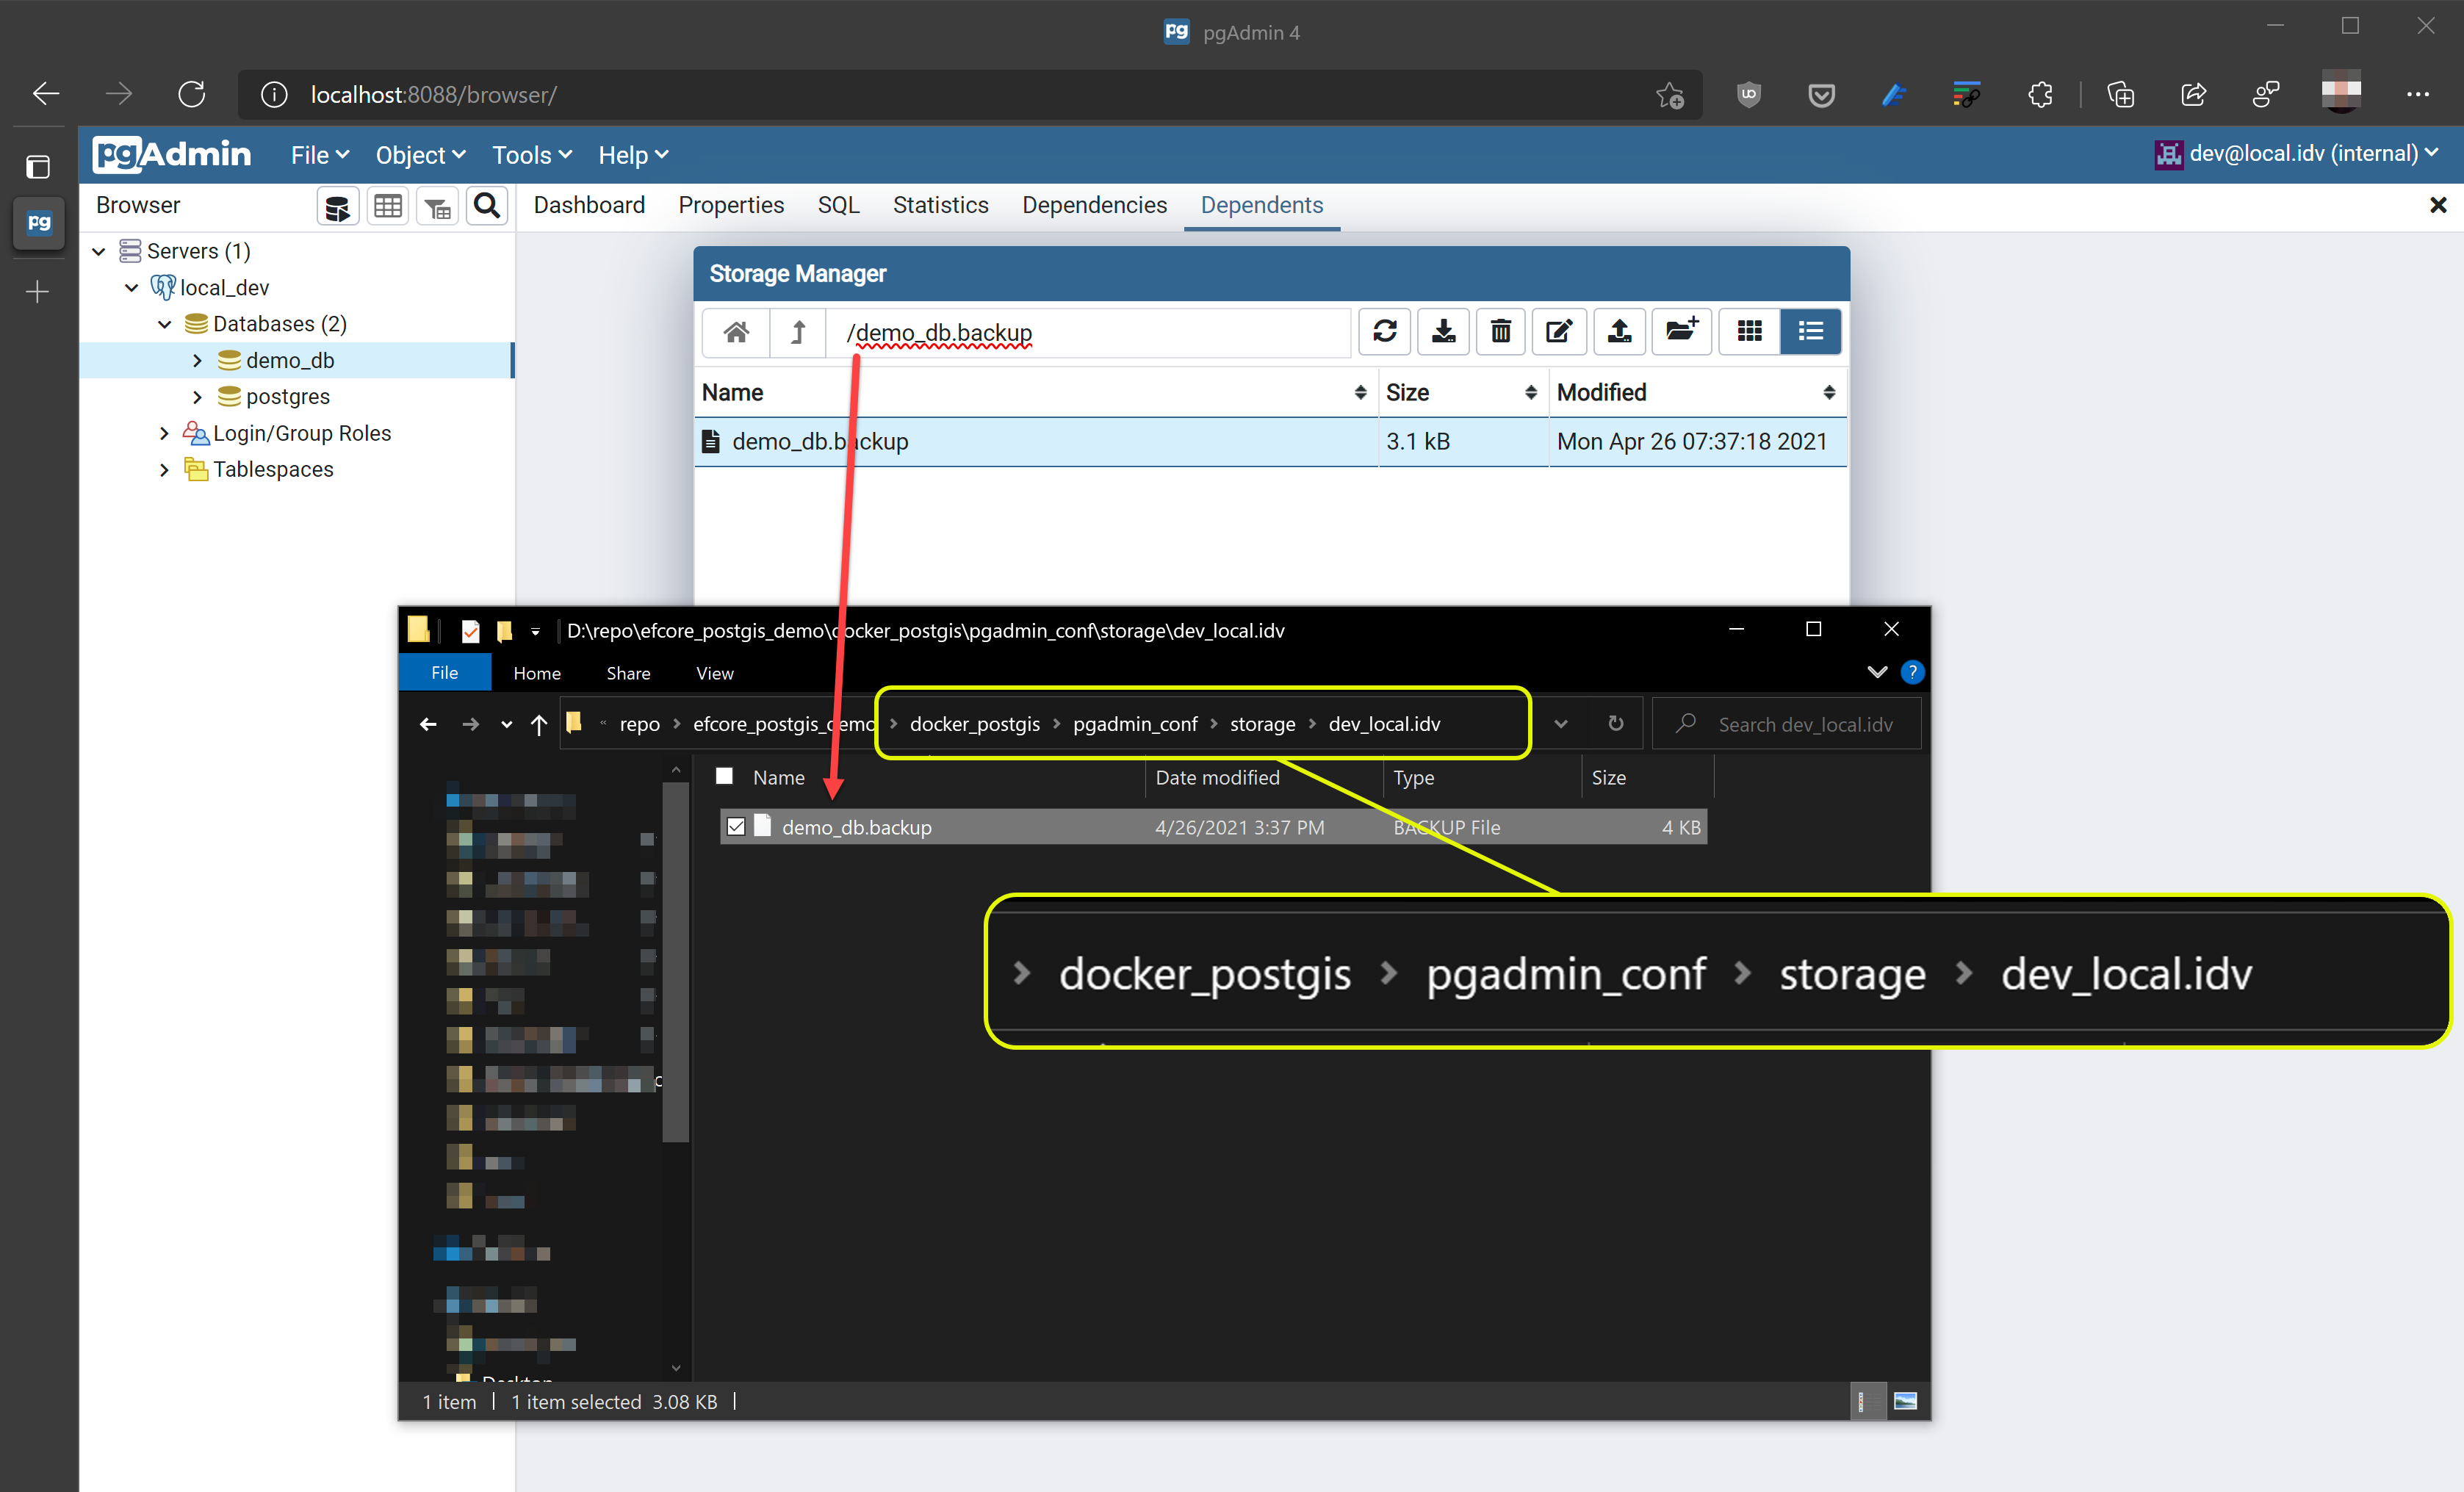 pg pgAdmin 4
localhost:8088/browser/
pgAdmin File Object Tools Help dev@local.idv (internal)
pg
Browser Dashboard Properties SQL Statistics Dependencies Dependents
Servers (1)
local_dev
Databases (2)
demo_db
postgres
Login/Group Roles
Tablespaces
Storage Manager
/demo_db.backup
Name Size Modified
demo_db.backup 3.1 kB Mon Apr 26 07:37:18 2021
D:\repo\efcore_postgis_demo\docker_postgis\pgadmin_conf\storage\dev_local.idv
File Home Share View
« repo > efcore_postgis_demo > docker_postgis > pgadmin_conf > storage > dev_local.idv Search dev_local.idv
Name Date modified Type Size
demo_db.backup 4/26/2021 3:37 PM BACKUP File 4 KB
> docker_postgis > pgadmin_conf > storage > dev_local.idv
1 item 1 item selected 3.08 KB